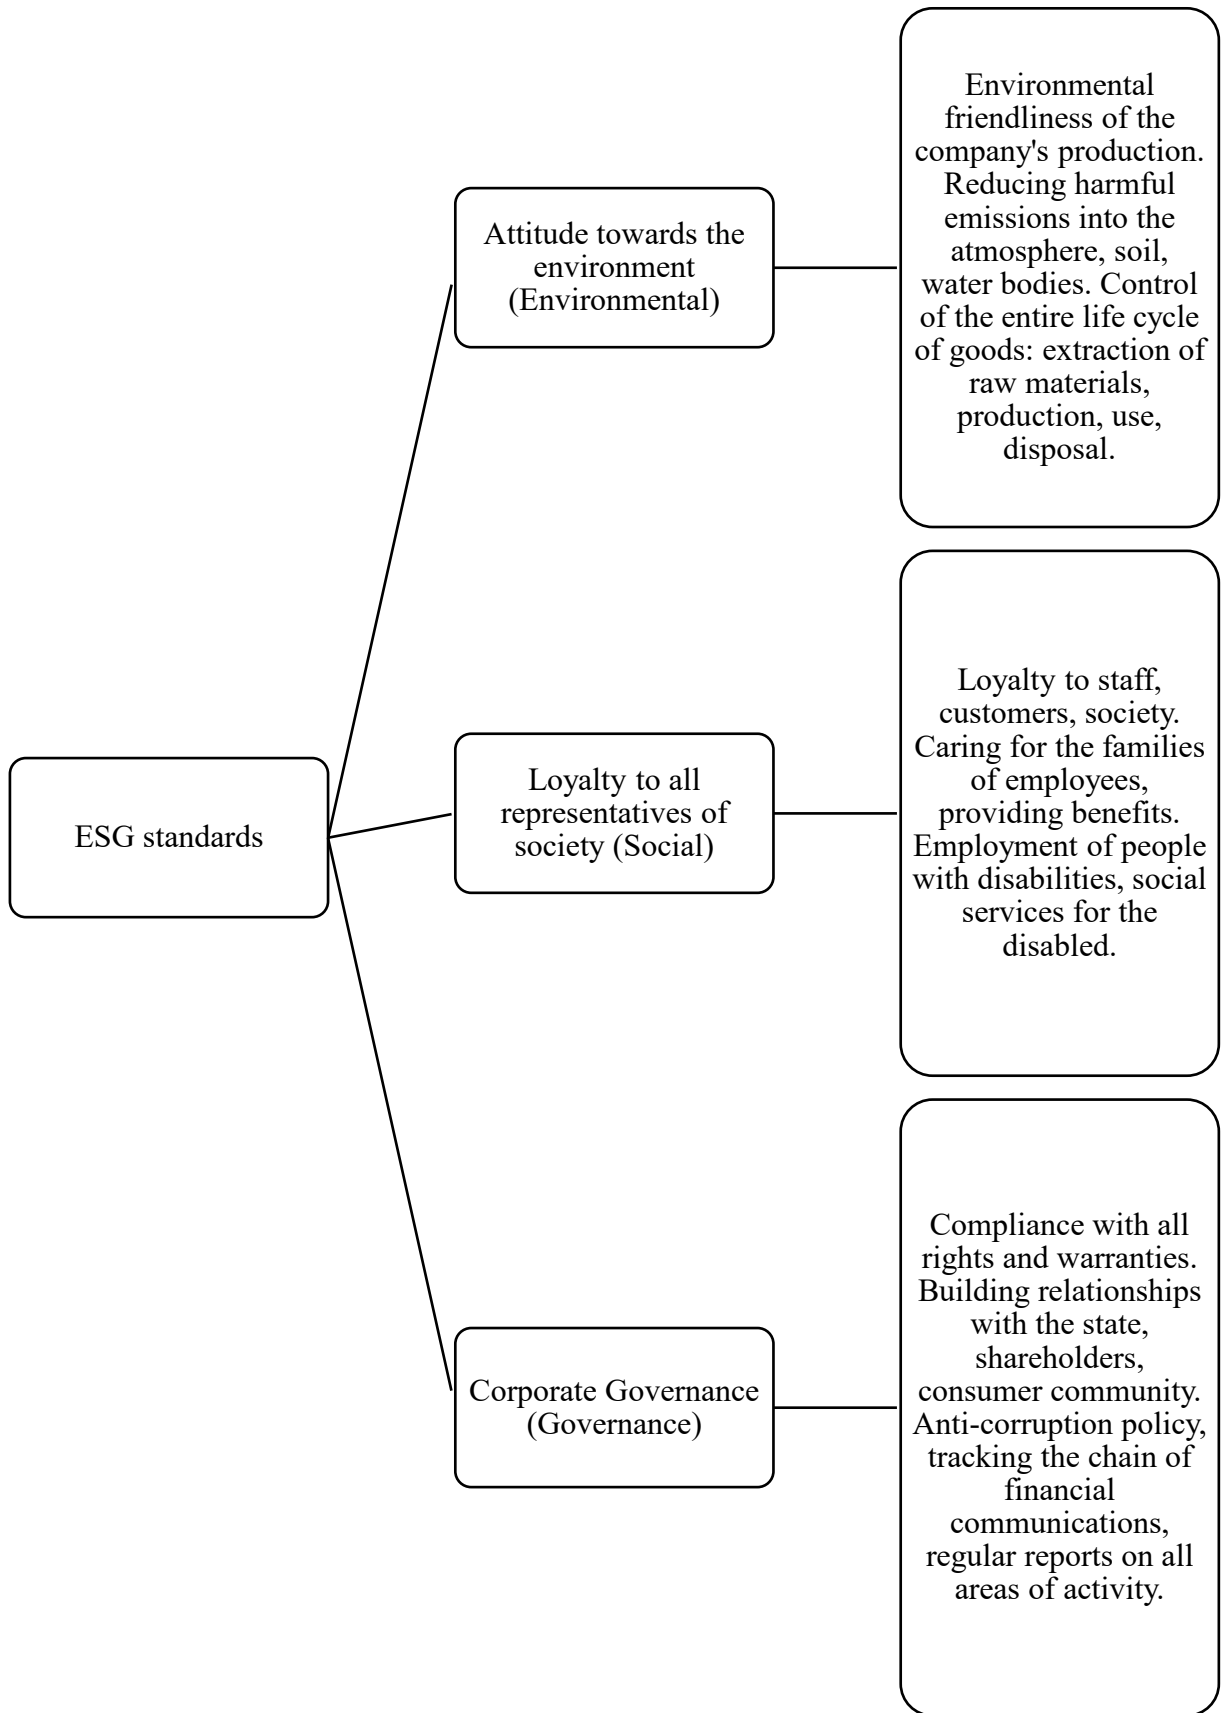 ESG standards
Attitude towards the
environment
(Environmental)
Environmental
friendliness of the
company's production.
Reducing harmful
emissions into the
atmosphere, soil,
water bodies. Control
of the entire life cycle
of goods: extraction of
raw materials,
production, use,
disposal.
Loyalty to all
representatives of
society (Social)
Loyalty to staff,
customers, society.
Caring for the families
of employees,
providing benefits.
Employment of people
with disabilities, social
services for the
disabled.
Corporate Governance
(Governance)
Compliance with all
rights and warranties.
Building relationships
with the state,
shareholders,
consumer community.
Anti-corruption policy,
tracking the chain of
financial
communications,
regular reports on all
areas of activity.